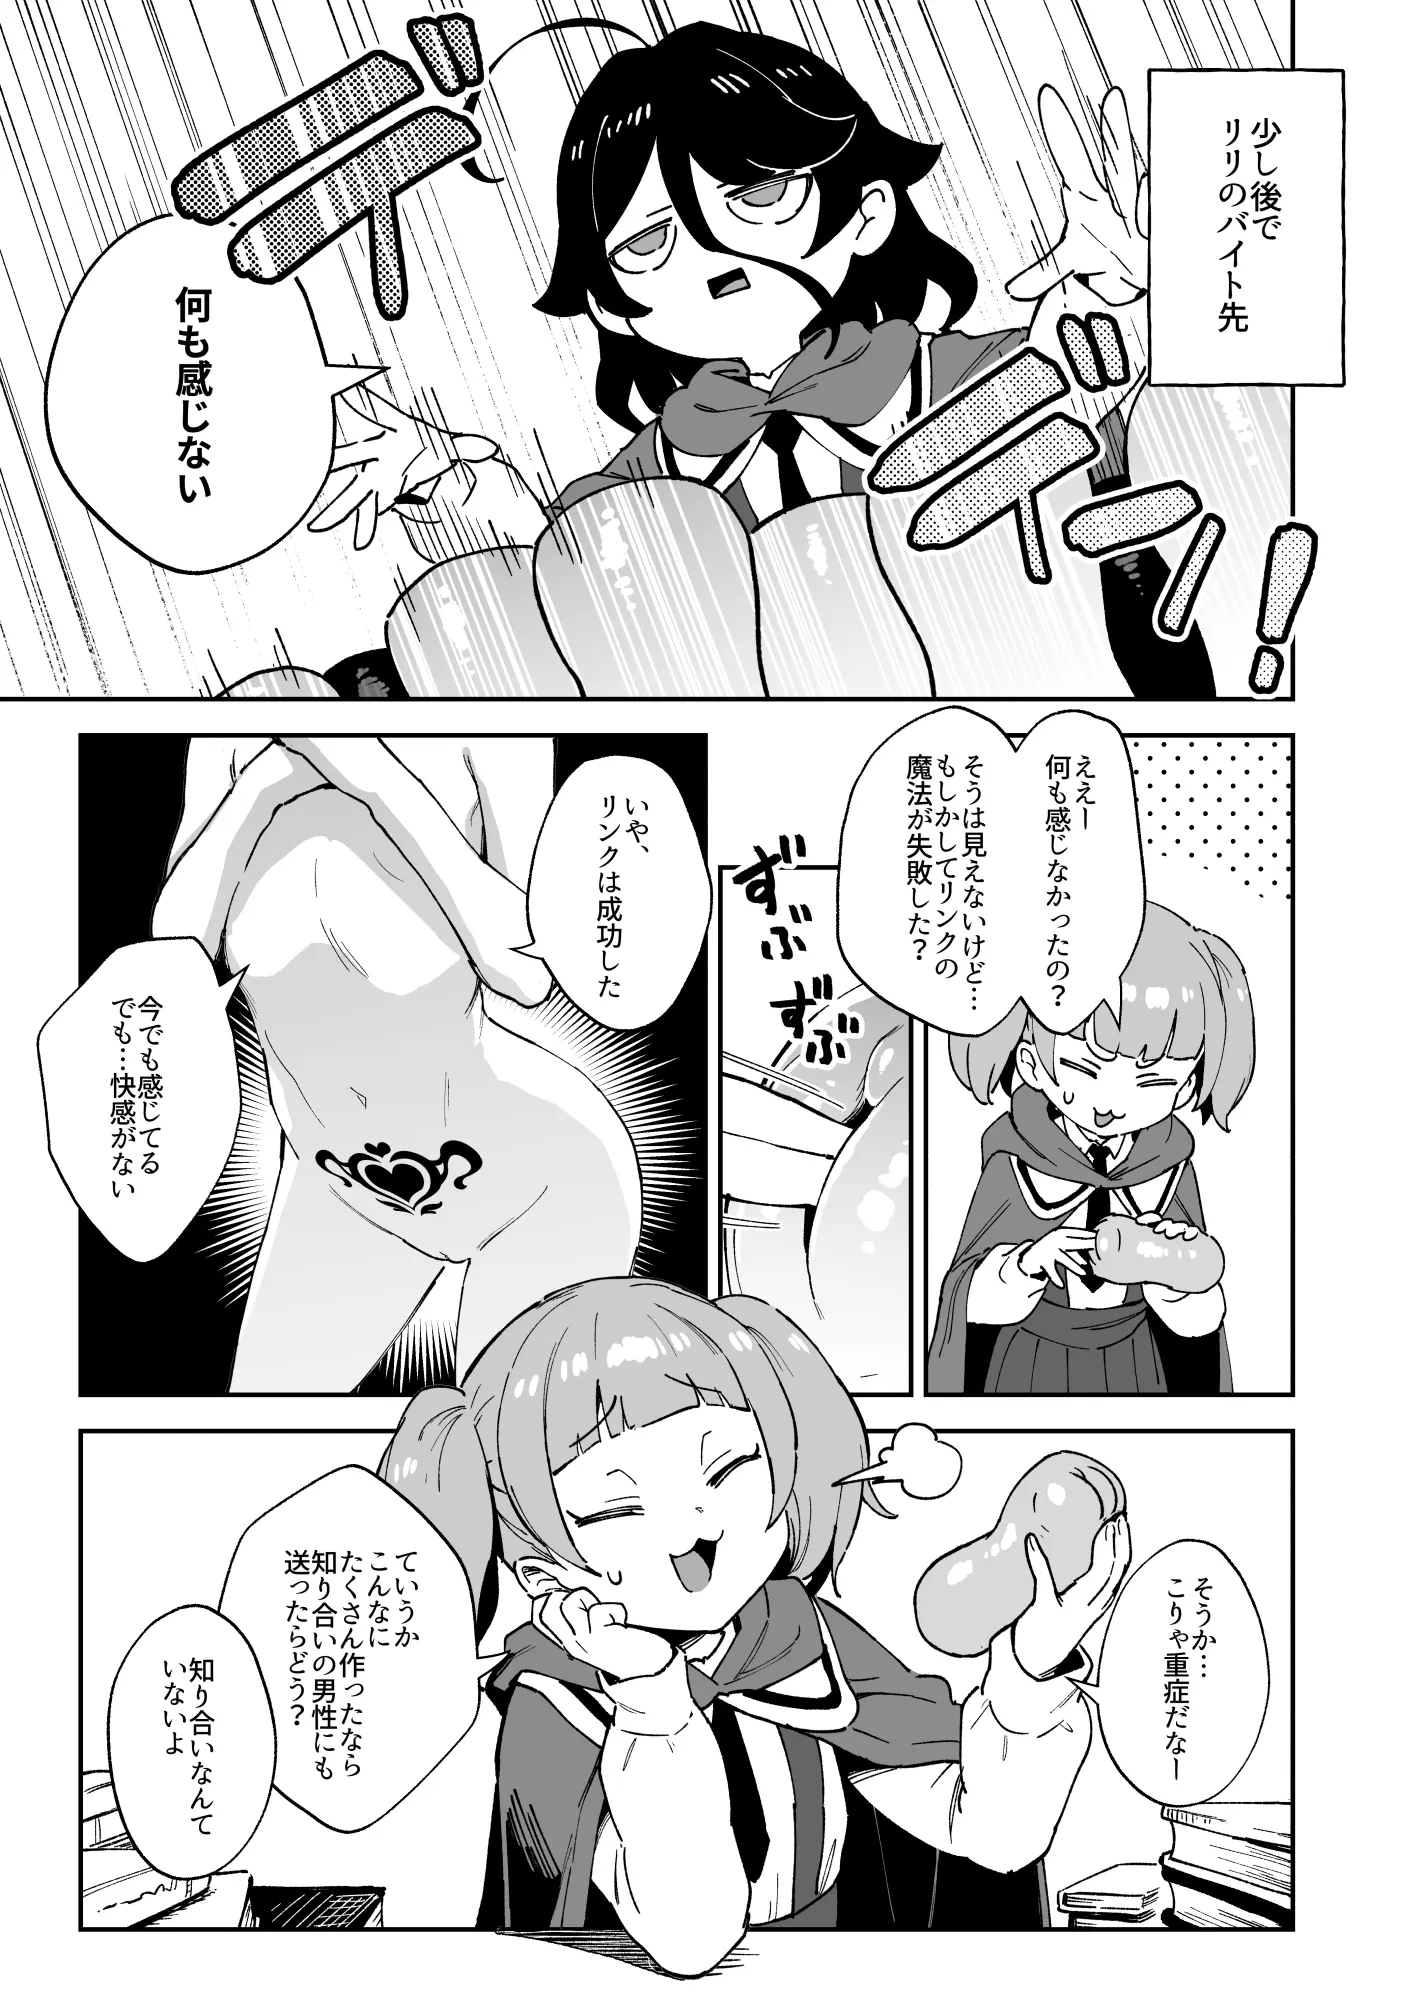 少し後で
リリのバイト先
デデイ
デデイィ！
何も感じない
ええー
何も感じなかったの？
そうは見えないけど…
もしかしてリンクの
魔法が失敗した？
ずぶ
ずぶ
いや、
リンクは成功した
今でも感じてる
でも…快感がない
そうか…
こりゃ重症だなー
ていうか
こんなに
たくさん作ったなら
知り合いの男性にも
送ったらどう？
知り合いなんて
いないよ